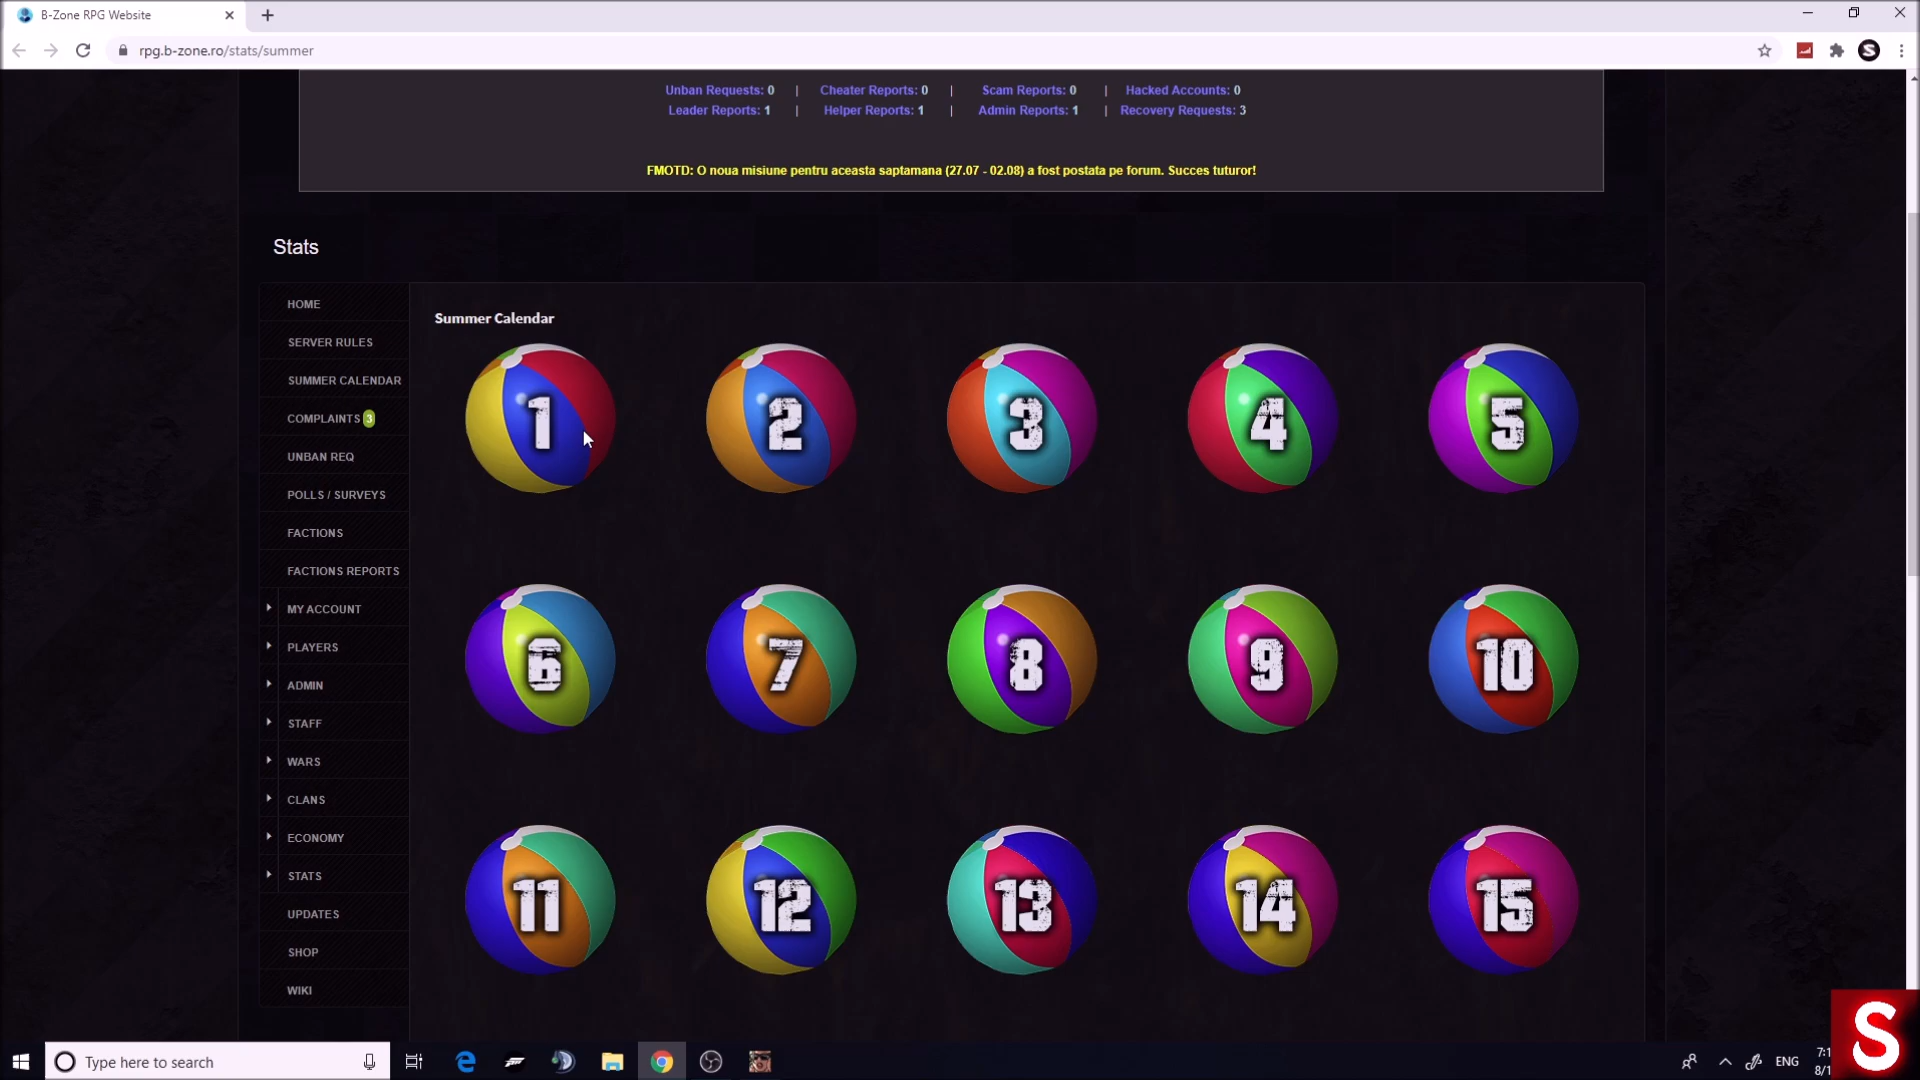 B-Zone RPG Website
rpg.b-zone.ro/stats/summer
Unban Requests: 0 | Cheater Reports: 0 | Scam Reports: 0 | Hacked Accounts: 0
Leader Reports: 1 | Helper Reports: 1 | Admin Reports: 1 | Recovery Requests: 3
FMOTD: O noua misiune pentru aceasta saptamana (27.07 - 02.08) a fost postata pe forum. Succes tuturor!
Stats
HOME
SERVER RULES
SUMMER CALENDAR
COMPLAINTS 3
UNBAN REQ
POLLS / SURVEYS
FACTIONS
FACTIONS REPORTS
MY ACCOUNT
PLAYERS
ADMIN
STAFF
WARS
CLANS
ECONOMY
STATS
UPDATES
SHOP
WIKI
Summer Calendar
1 2 3 4 5
6 7 8 9 10
11 12 13 14 15
Type here to search
ENG
S